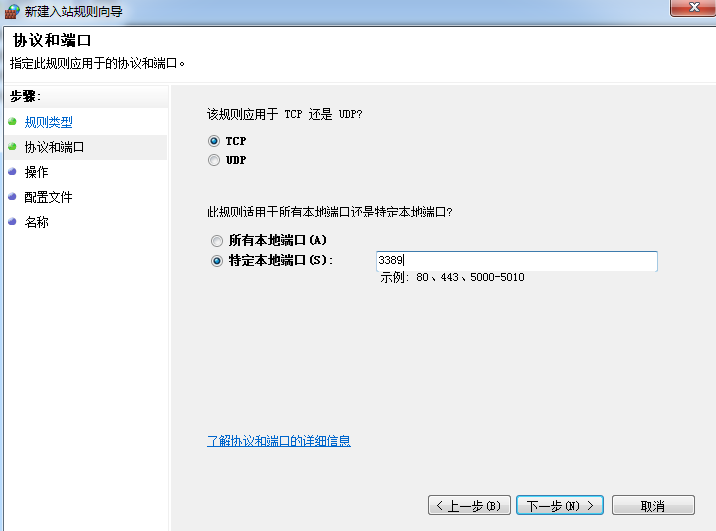 新建入站规则向导
协议和端口
指定此规则应用于的协议和端口。
步骤:
规则类型
协议和端口
操作
配置文件
名称
该规则应用于 TCP 还是 UDP?
TCP
UDP
此规则适用于所有本地端口还是特定本地端口?
所有本地端口(A)
特定本地端口(S): 3389
示例: 80、443、5000-5010
了解协议和端口的详细信息
< 上一步(B) 下一步(N) > 取消